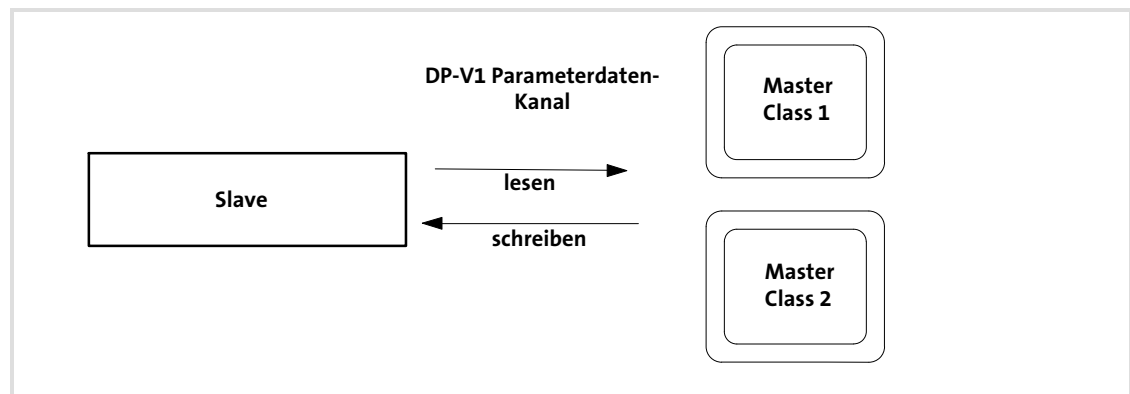 DP-V1 Parameterdaten-
Kanal
Master
Class 1
Slave
lesen
schreiben
Master
Class 2